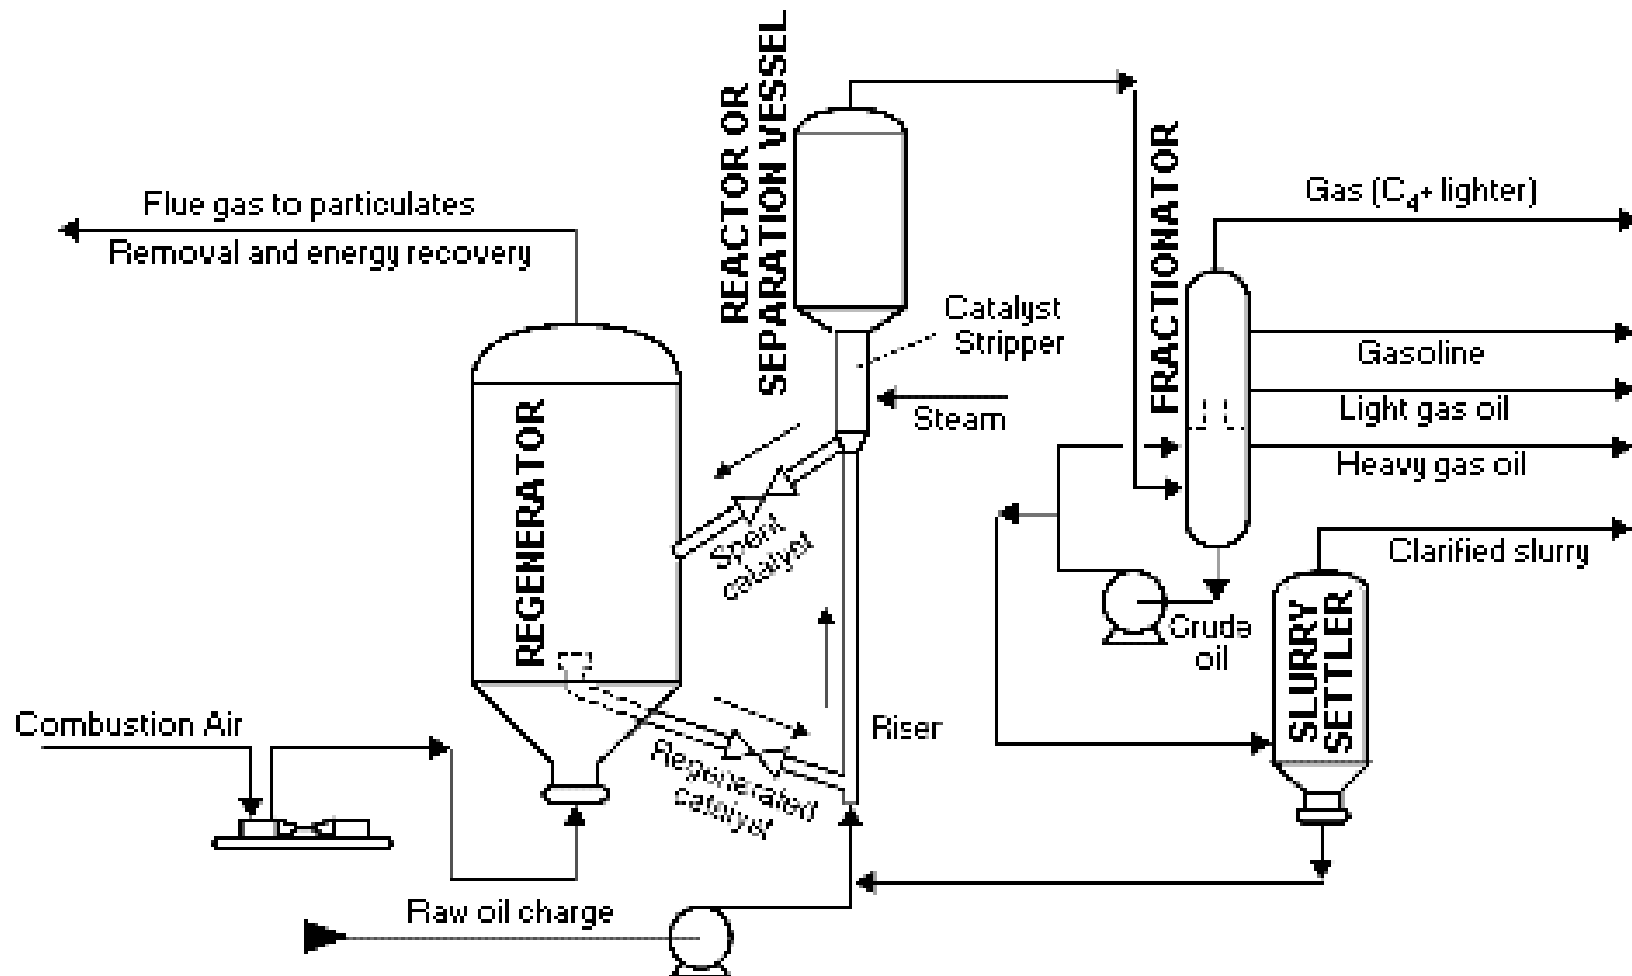 REACTOR OR
SEPARATION VESSEL
FRACTIONATOR
Gas (C₄+ lighter)
Flue gas to particulates
Removal and energy recovery
Catalyst
Stripper
Gasoline
Light gas oil
Steam
Heavy gas oil
REGENERATOR
Spent
catalyst
Clarified slurry
Crude
oil
SLURRY
SETTLER
Combustion Air
Riser
Regenerated
catalyst
Raw oil charge